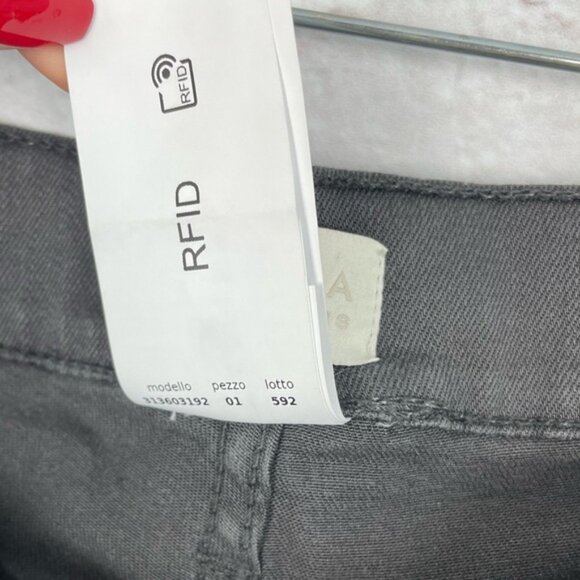 RFID
RFID
modello pezzo lotto
313603192 01 592
A